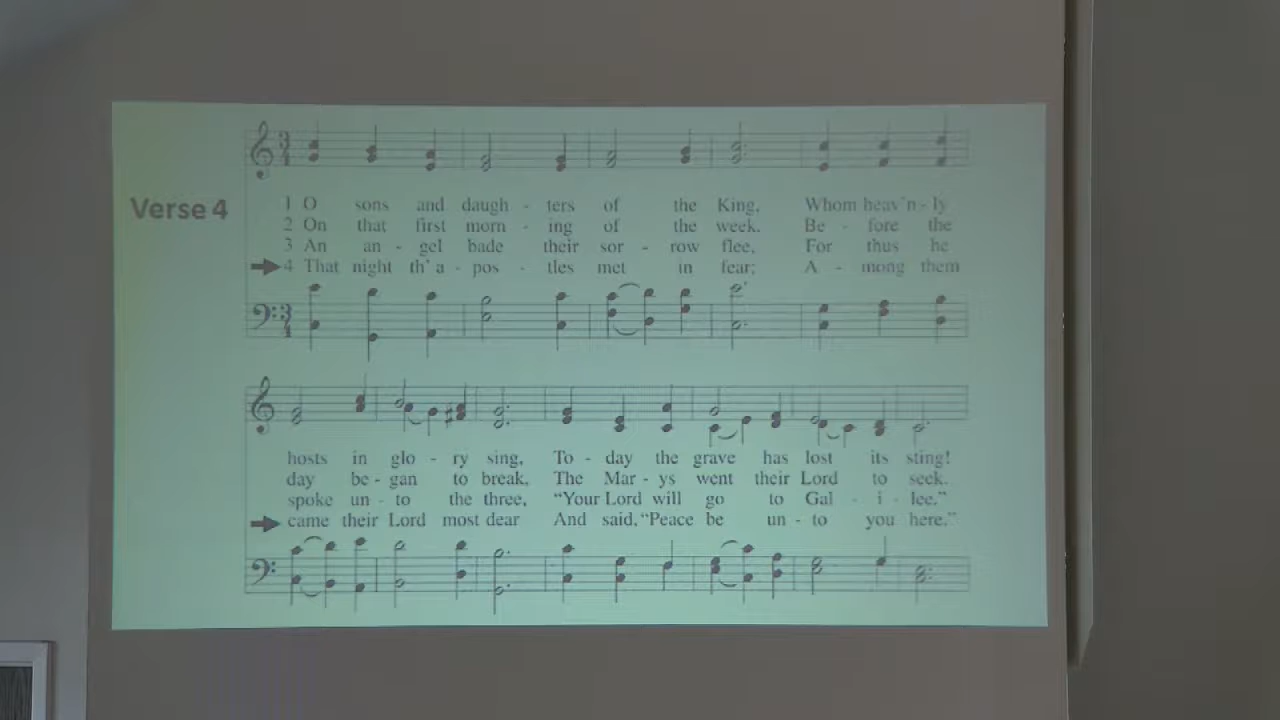 Verse 4
1 O sons and daugh - ters of the King, Whom heav'n - ly
2 On that first morn - ing of the week, Be - fore the
3 An an - gel bade their sor - row flee, For thus he
4 That night th' a - pos - tles met in fear; A - mong them
hosts in glo - ry sing, To - day the grave has lost its sting!
day be - gan to break, The Mar - ys went their Lord to seek.
spoke un - to the three, “Your Lord will go to Gal - i - lee.”
came their Lord most dear And said, “Peace be un - to you here.”